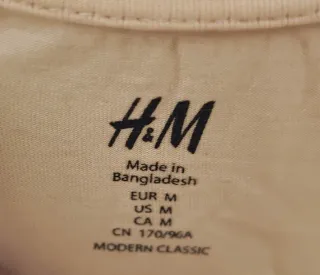 H&M
Made in
Bangladesh
EUR M
US M
CA M
CN 170/96A
MODERN CLASSIC